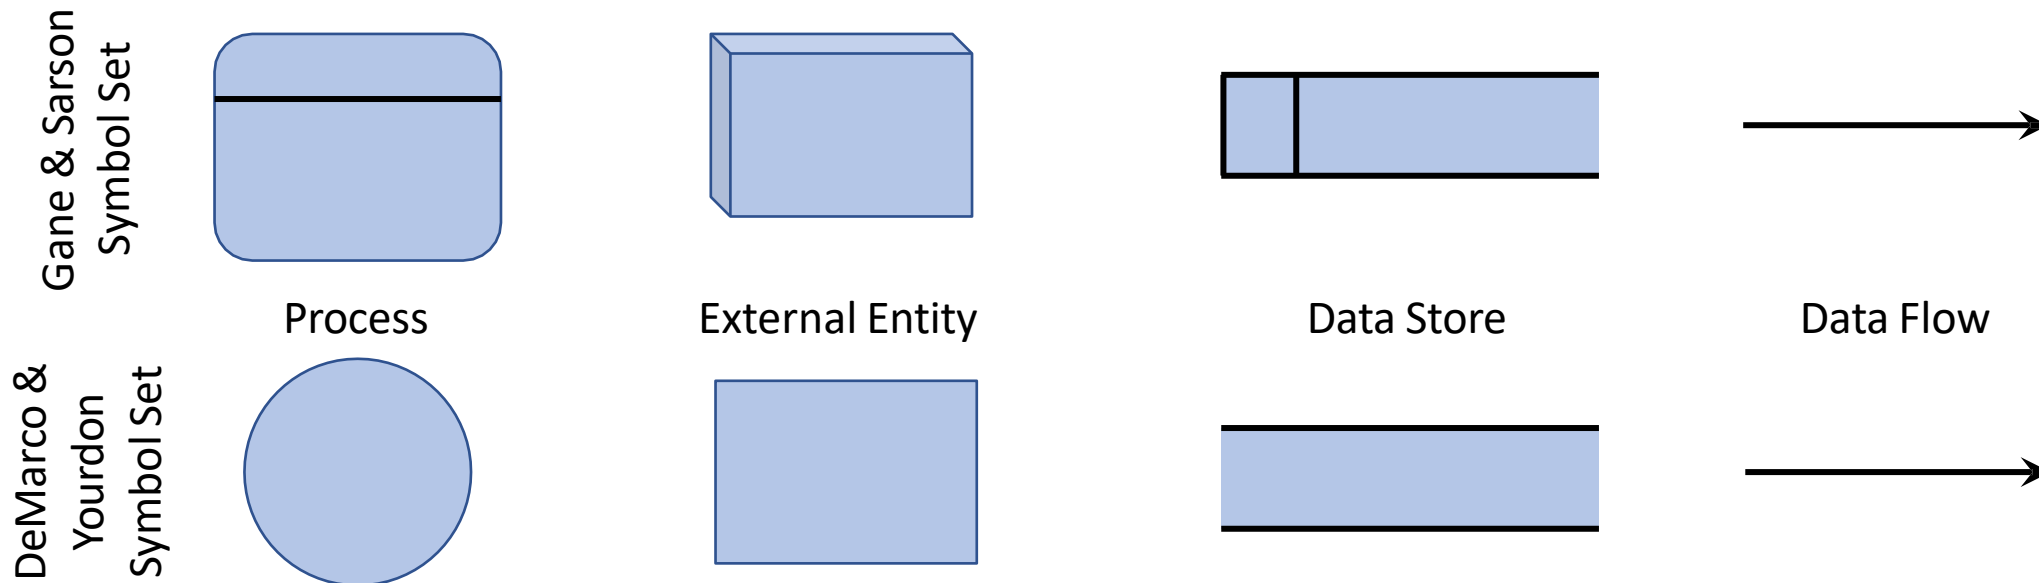 Gane & Sarson
Symbol Set
Process
External Entity
Data Store
Data Flow
DeMarco &
Yourdon
Symbol Set